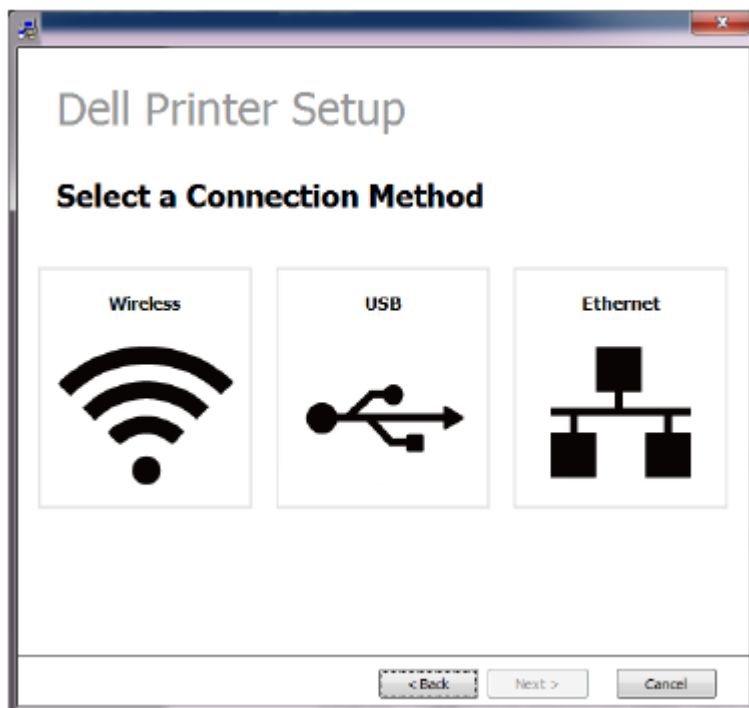 Dell Printer Setup
Select a Connection Method
Wireless USB Ethernet
< Back Next > Cancel